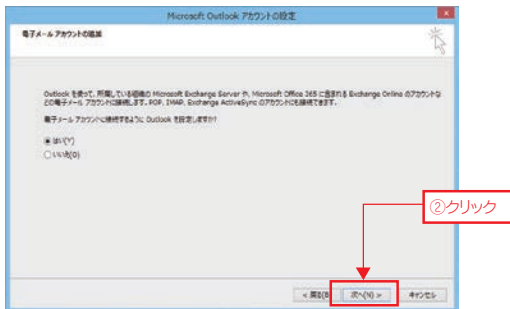 Microsoft Outlook アカウントの設定
電子メール アカウントの追加
Outlook を使って、所属している組織の Microsoft Exchange Server や、Microsoft Office 365 に含まれる Exchange Online のアカウントな
どの電子メール アカウントに接続します。POP、IMAP、Exchange ActiveSync のアカウントにも接続できます。
電子メール アカウントに接続するように Outlook を設定しますか?
はい(Y)
いいえ(O)
②クリック
< 戻る(B
次へ(N) >
キャンセル